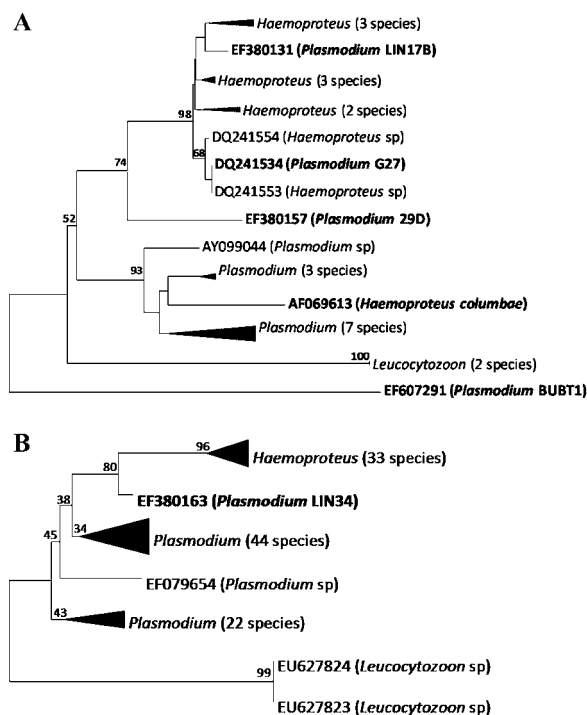 A
Haemoproteus (3 species)
EF380131 (Plasmodium LIN17B)
Haemoproteus (3 species)
Haemoproteus (2 species)
98
DQ241554 (Haemoproteus sp)
68
DQ241534 (Plasmodium G27)
74
DQ241553 (Haemoproteus sp)
52
EF380157 (Plasmodium 29D)
AY099044 (Plasmodium sp)
93
Plasmodium (3 species)
AF069613 (Haemoproteus columbae)
Plasmodium (7 species)
100
Leucocytozoon (2 species)
EF607291 (Plasmodium BUBT1)
B
96
Haemoproteus (33 species)
80
EF380163 (Plasmodium LIN34)
38
34
45
Plasmodium (44 species)
EF079654 (Plasmodium sp)
43
Plasmodium (22 species)
EU627824 (Leucocytozoon sp)
99
EU627823 (Leucocytozoon sp)